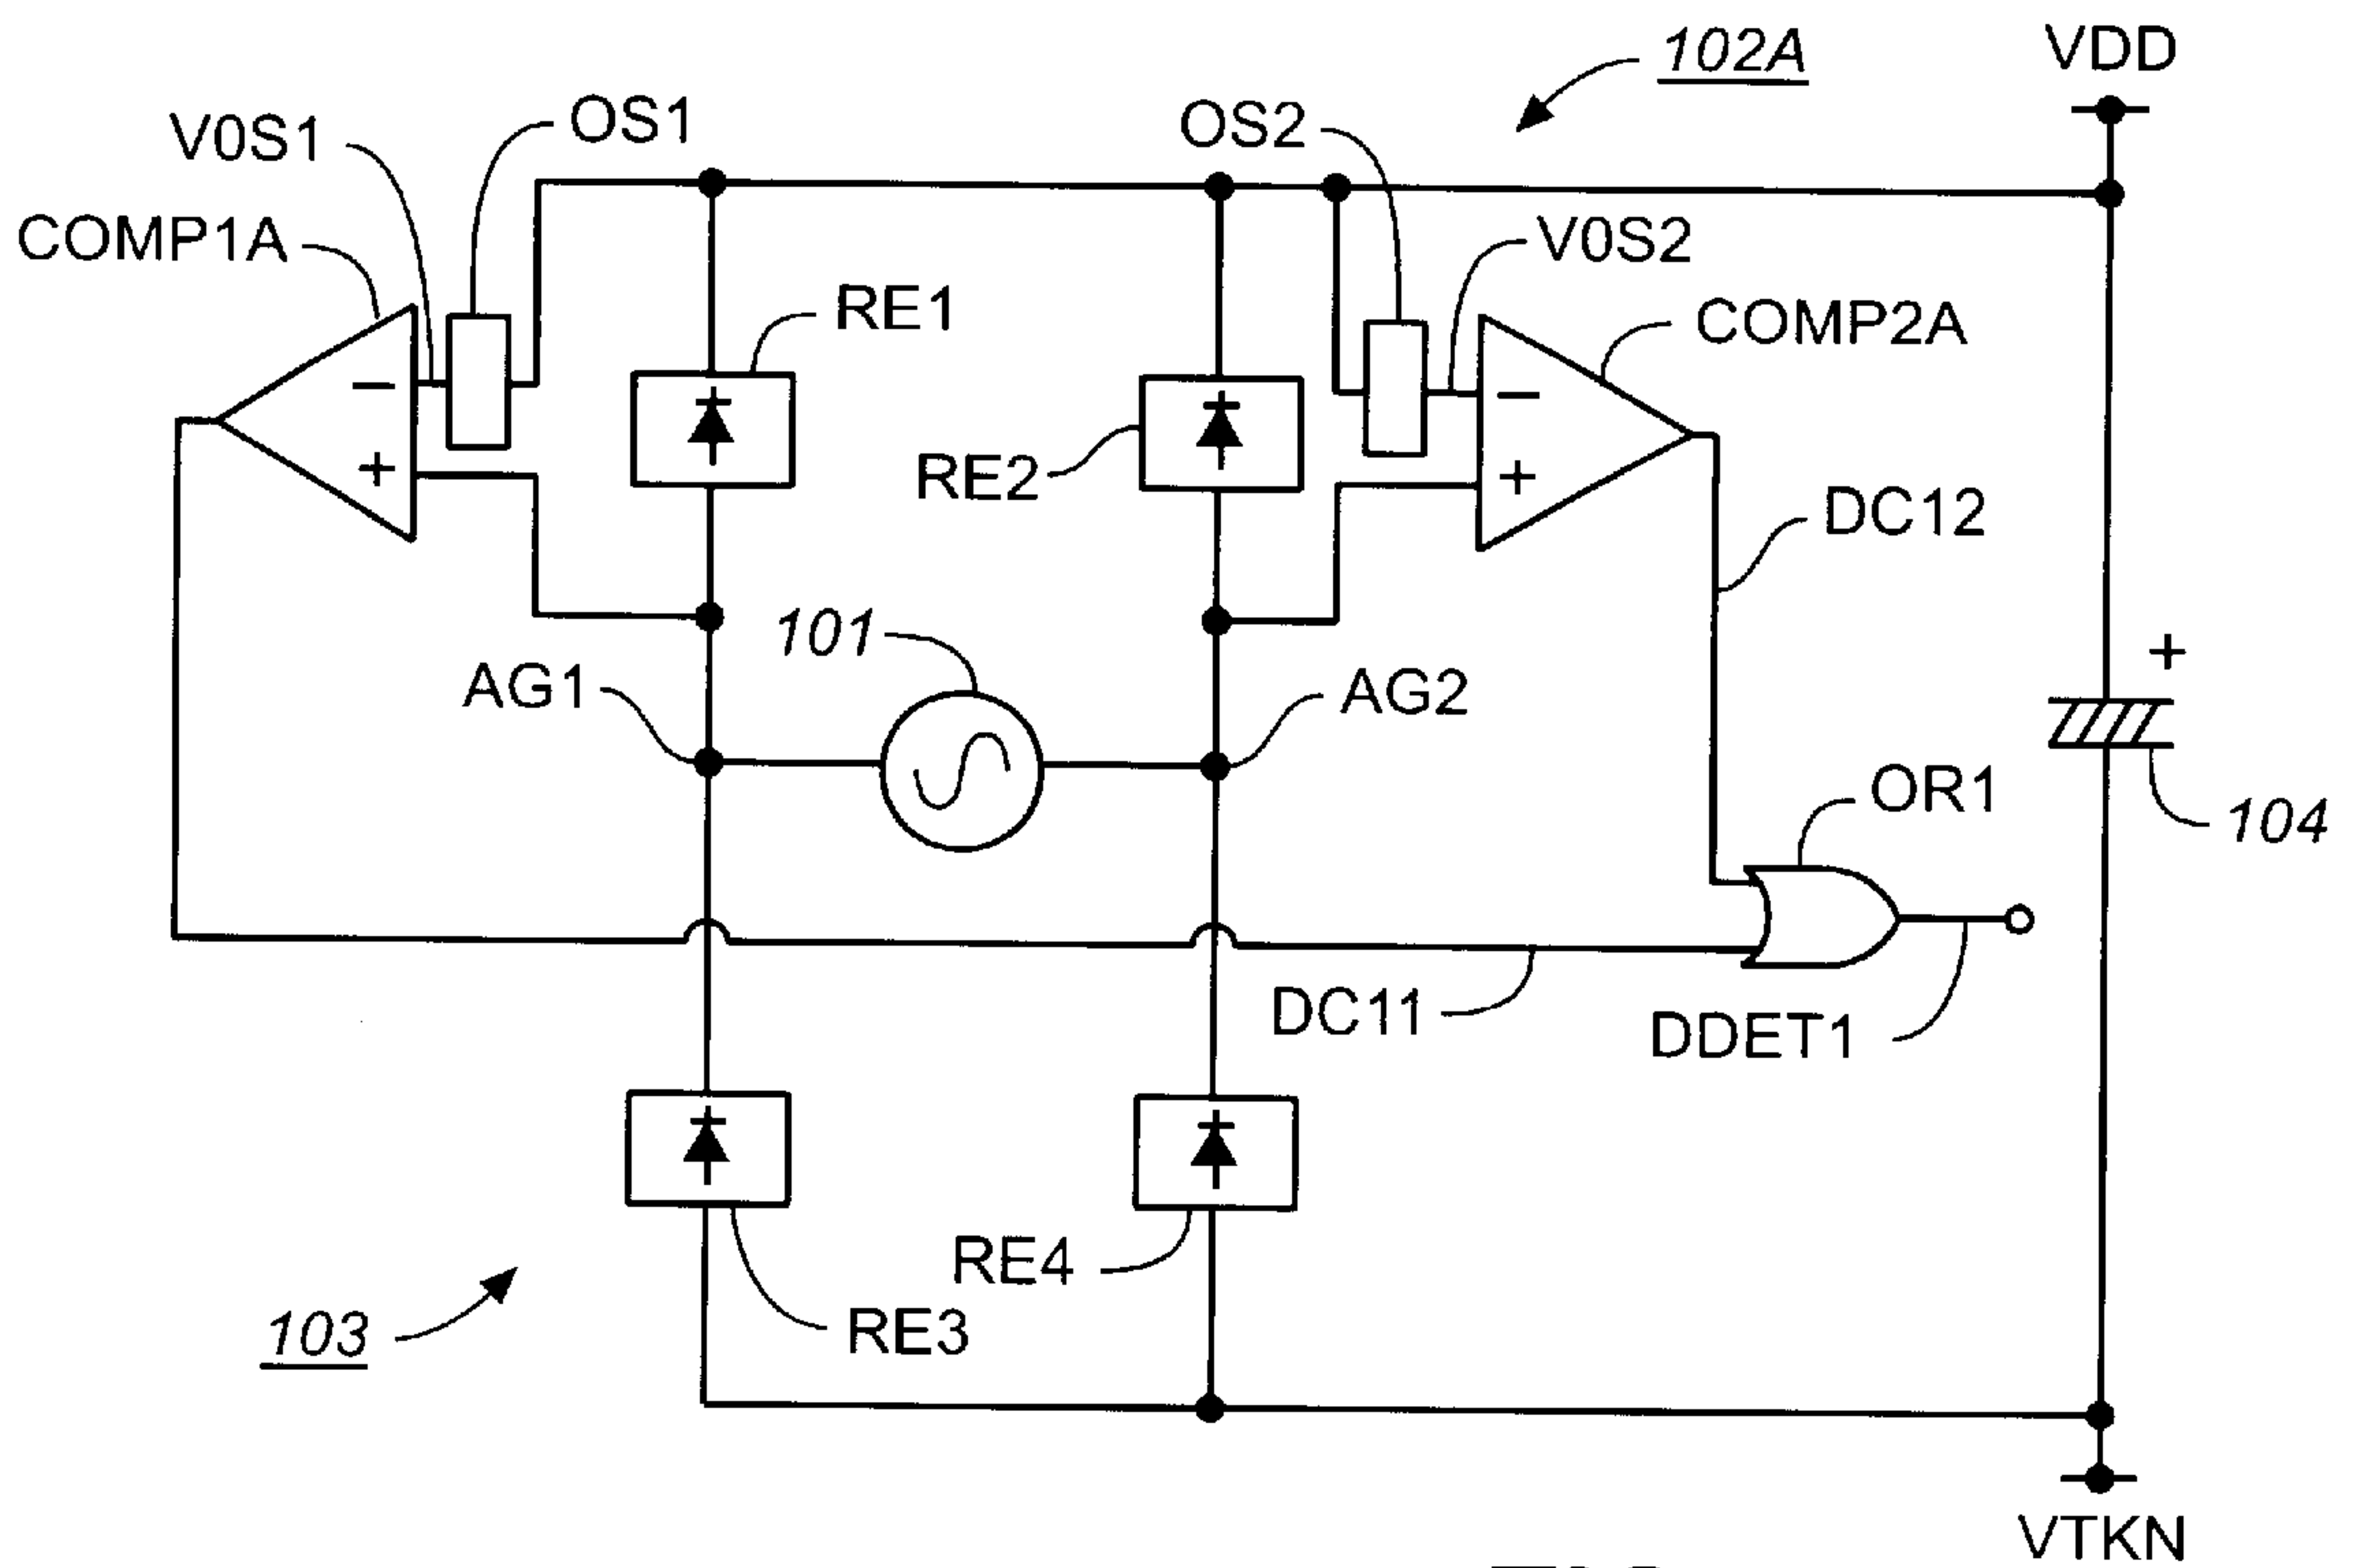 102A
VDD
V0S1
OS1
OS2
COMP1A
V0S2
RE1
COMP2A
−
+
−
+
RE2
DC12
101
+
AG1
AG2
OR1
104
DC11
DDET1
RE4
103
RE3
VTKN